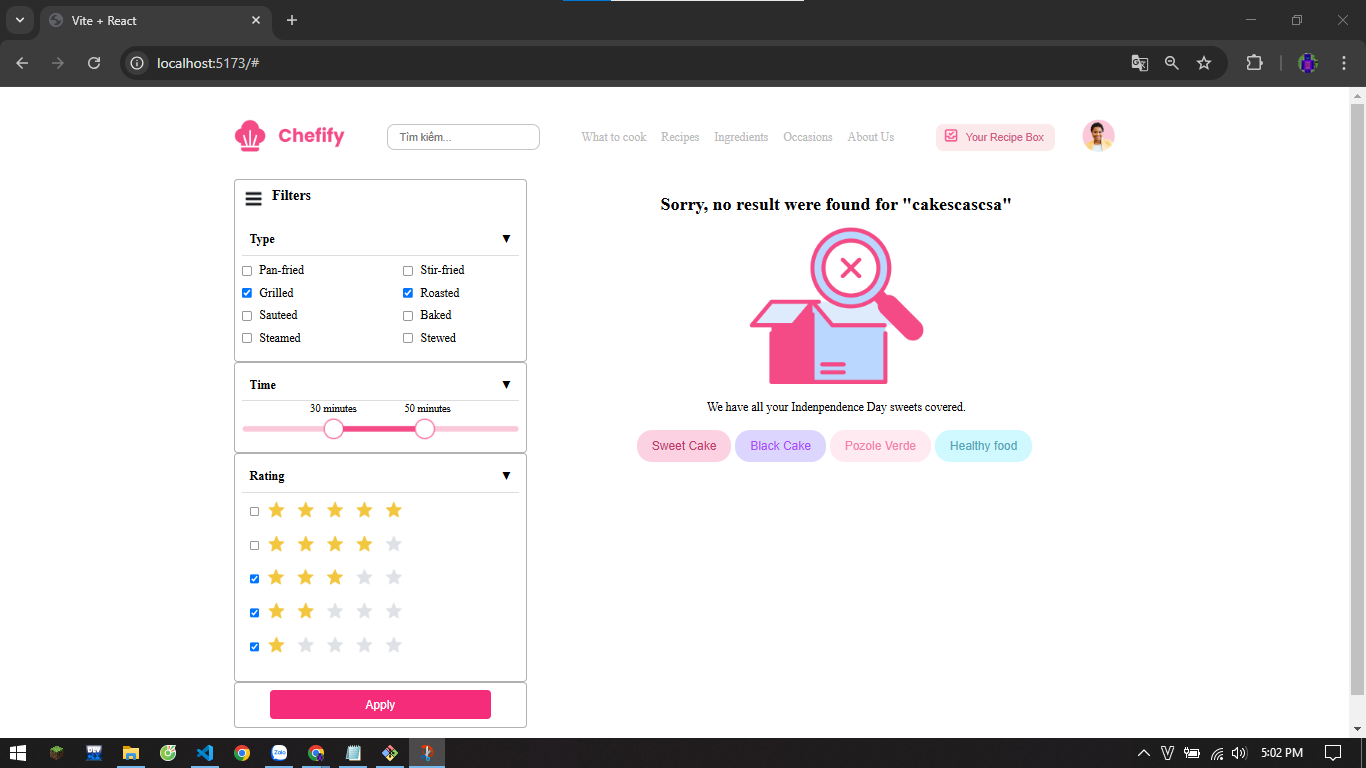 Vite + React
localhost:5173/#
Chefify
Tìm kiếm...
What to cook Recipes Ingredients Occasions About Us
Your Recipe Box
Filters
Type ▼
Pan-fried Stir-fried
Grilled Roasted
Sauteed Baked
Steamed Stewed
Time ▼
30 minutes 50 minutes
Rating ▼
Apply
Sorry, no result were found for "cakescascsa"
We have all your Indenpendence Day sweets covered.
Sweet Cake Black Cake Pozole Verde Healthy food
Zalo
5:02 PM